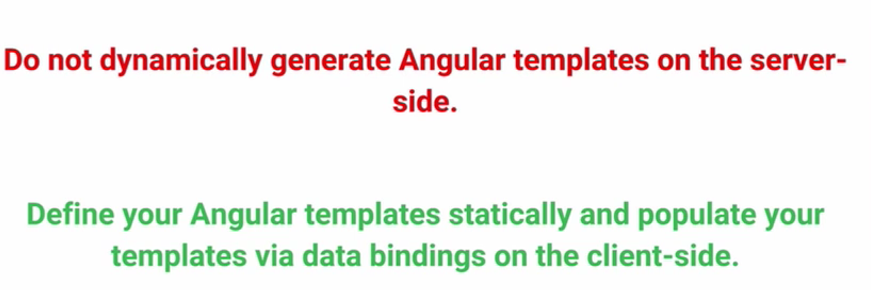 Do not dynamically generate Angular templates on the server-
side.
Define your Angular templates statically and populate your
templates via data bindings on the client-side.